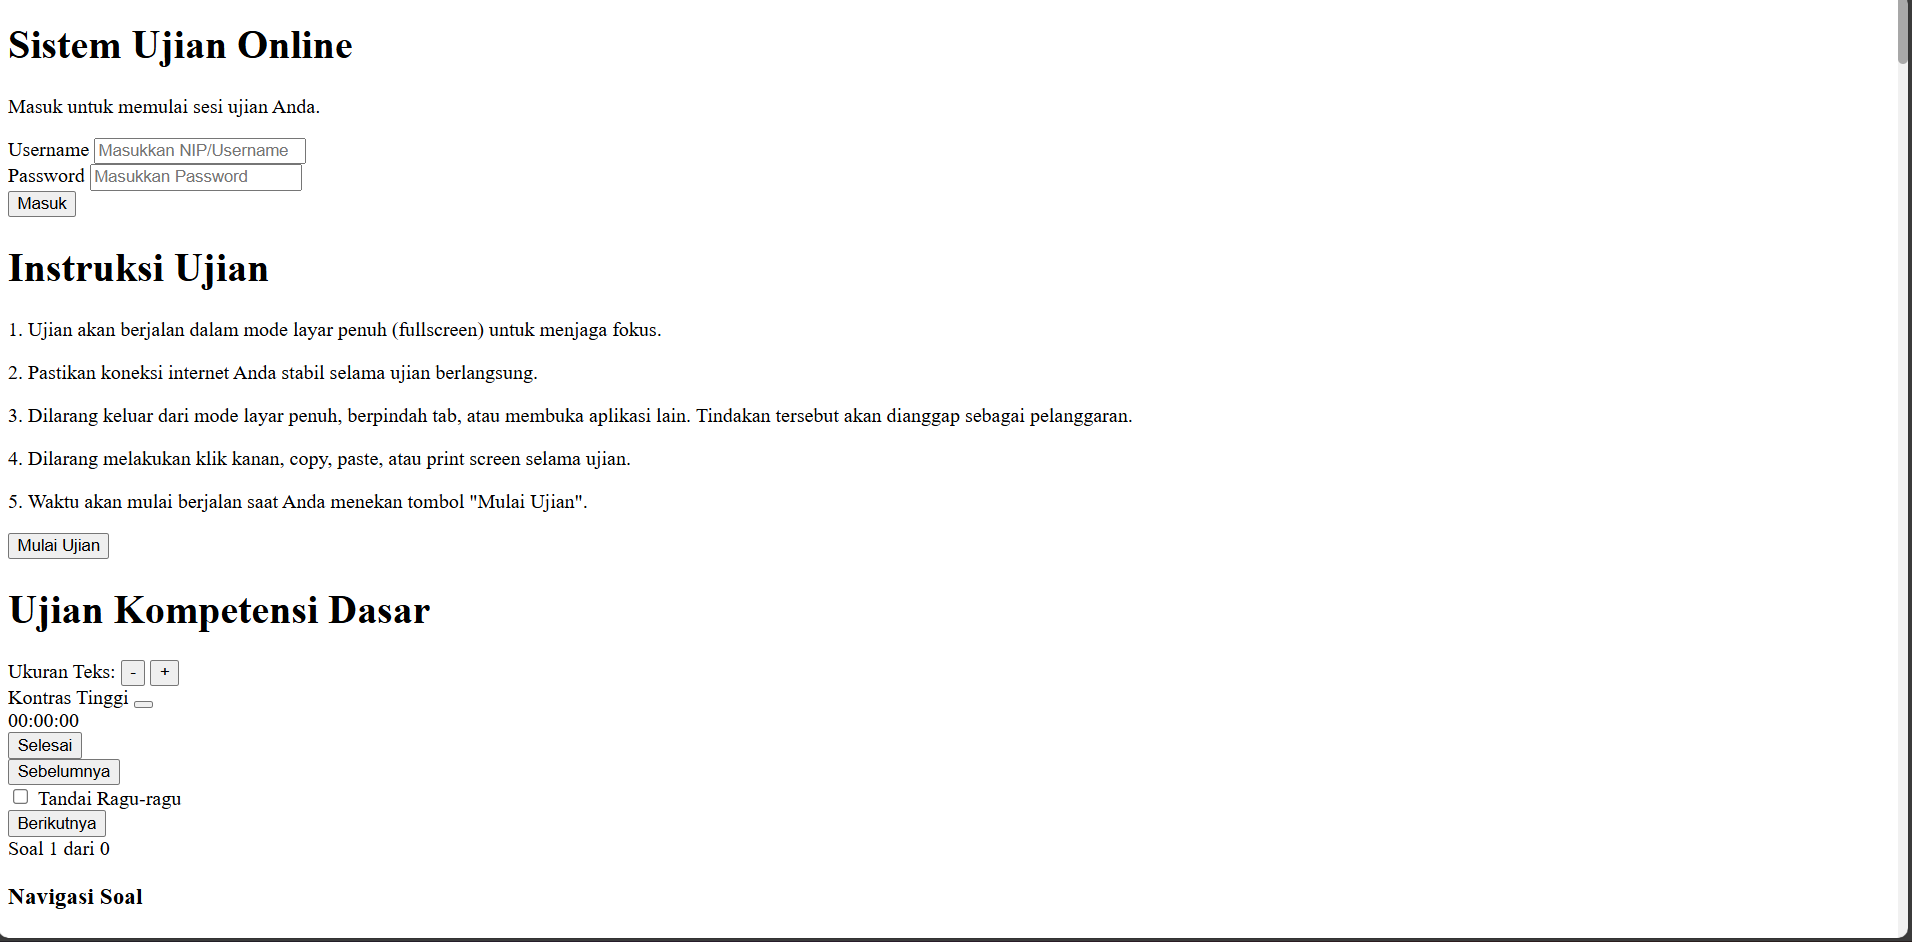 Sistem Ujian Online
Masuk untuk memulai sesi ujian Anda.
Username Masukkan NIP/Username
Password Masukkan Password
Masuk
Instruksi Ujian
1. Ujian akan berjalan dalam mode layar penuh (fullscreen) untuk menjaga fokus.
2. Pastikan koneksi internet Anda stabil selama ujian berlangsung.
3. Dilarang keluar dari mode layar penuh, berpindah tab, atau membuka aplikasi lain. Tindakan tersebut akan dianggap sebagai pelanggaran.
4. Dilarang melakukan klik kanan, copy, paste, atau print screen selama ujian.
5. Waktu akan mulai berjalan saat Anda menekan tombol "Mulai Ujian".
Mulai Ujian
Ujian Kompetensi Dasar
Ukuran Teks: - +
Kontras Tinggi
00:00:00
Selesai
Sebelumnya
Tandai Ragu-ragu
Berikutnya
Soal 1 dari 0
Navigasi Soal